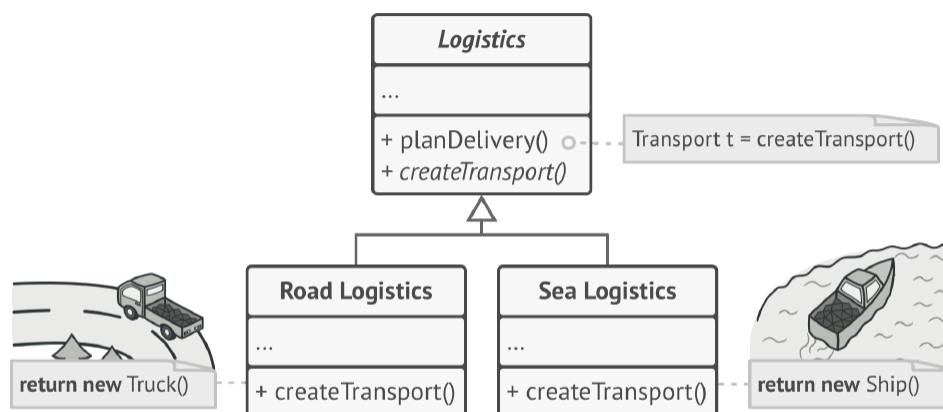 Logistics
...
+ planDelivery()
+ createTransport()
Transport t = createTransport()
Road Logistics
...
+ createTransport()
return new Truck()
Sea Logistics
...
+ createTransport()
return new Ship()